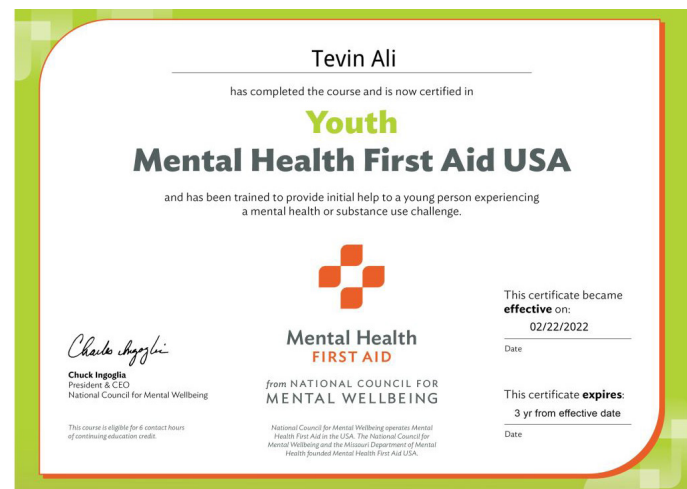 Tevin Ali
has completed the course and is now certified in
Youth
Mental Health First Aid USA
and has been trained to provide initial help to a young person experiencing
a mental health or substance use challenge.
Mental Health
FIRST AID
from NATIONAL COUNCIL FOR
MENTAL WELLBEING
National Council for Mental Wellbeing operates Mental
Health First Aid in the USA. The National Council for
Mental Wellbeing and the Missouri Department of Mental
Health founded Mental Health First Aid USA.
Charles Ingoglia
Chuck Ingoglia
President & CEO
National Council for Mental Wellbeing
This course is eligible for 6 contact hours
of continuing education credit.
This certificate became
effective on:
02/22/2022
Date
This certificate expires:
3 yr from effective date
Date